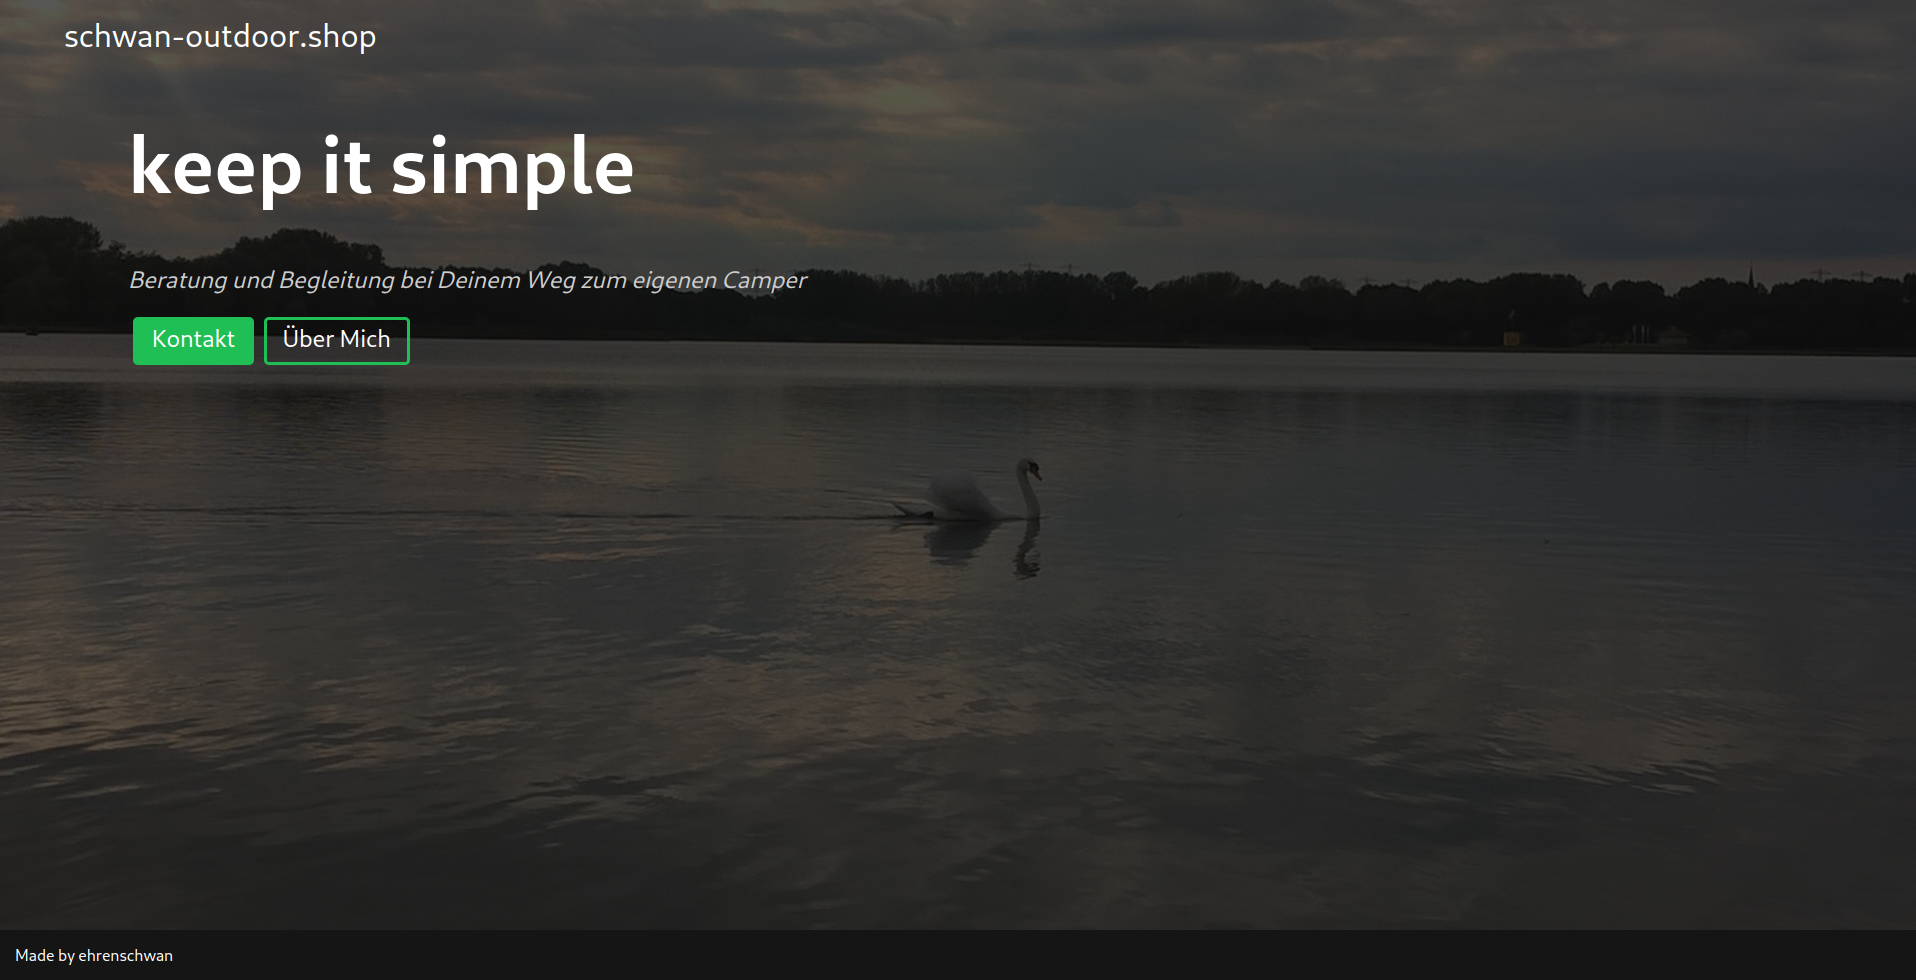 schwan-outdoor.shop
keep it simple
Beratung und Begleitung bei Deinem Weg zum eigenen Camper
Kontakt Über Mich
Made by ehrenschwan